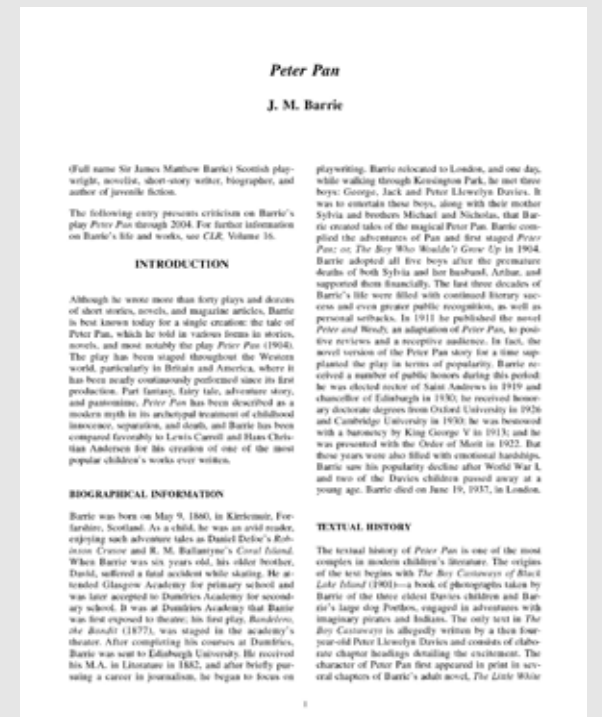 Peter Pan
J. M. Barrie
(Full name Sir James Matthew Barrie) Scottish play-
wright, novelist, short-story writer, biographer, and
author of juvenile fiction.
The following entry presents criticism on Barrie's
play Peter Pan through 2004. For further information
on Barrie's life and works, see CLR, Volume 16.
INTRODUCTION
Although he wrote more than forty plays and dozens
of short stories, novels, and magazine articles, Barrie
is best known today for a single creation: the tale of
Peter Pan, which he told in various forms in stories,
novels, and most notably the play Peter Pan (1904).
The play has been staged throughout the Western
world, particularly in Britain and America, where it
has been nearly continuously performed since its first
production. Part fantasy, fairy tale, adventure story,
and pantomime, Peter Pan has been described as a
modern myth in its archetypal treatment of childhood
innocence, separation, and death, and Barrie has been
compared favorably to Lewis Carroll and Hans Chris-
tian Andersen for his creation of one of the most
popular children's works ever written.
BIOGRAPHICAL INFORMATION
Barrie was born on May 9, 1860, in Kirriemuir, For-
farshire, Scotland. As a child, he was an avid reader,
enjoying such adventure tales as Daniel Defoe's Rob-
inson Crusoe and R. M. Ballantyne's Coral Island.
When Barrie was six years old, his older brother,
David, suffered a fatal accident while skating. He at-
tended Glasgow Academy for primary school and
was later accepted to Dumfries Academy for second-
ary school. It was at Dumfries Academy that Barrie
was first exposed to theatre; his first play, Bandelero,
the Bandit (1877), was staged in the academy's
theater. After completing his courses at Dumfries,
Barrie was sent to Edinburgh University. He received
his M.A. in Literature in 1882, and after briefly pur-
suing a career in journalism, he began to focus on
playwriting. Barrie relocated to London, and one day,
while walking through Kensington Park, he met three
boys: George, Jack and Peter Llewelyn Davies. It
was to entertain these boys, along with their mother
Sylvia and brothers Michael and Nicholas, that Bar-
rie created tales of the magical Peter Pan. Barrie com-
plied the adventures of Pan and first staged Peter
Pan; or, The Boy Who Wouldn't Grow Up in 1904.
Barrie adopted all five boys after the premature
deaths of both Sylvia and her husband, Arthur, and
supported them financially. The last three decades of
Barrie's life were filled with continued literary suc-
cess and even greater public recognition, as well as
personal setbacks. In 1911 he published the novel
Peter and Wendy, an adaptation of Peter Pan, to posi-
tive reviews and a receptive audience. In fact, the
novel version of the Peter Pan story for a time sup-
planted the play in terms of popularity. Barrie re-
ceived a number of public honors during this period:
he was elected rector of Saint Andrews in 1919 and
chancellor of Edinburgh in 1930; he received honor-
ary doctorate degrees from Oxford University in 1926
and Cambridge University in 1930; he was bestowed
with a baronetcy by King George V in 1913; and he
was presented with the Order of Merit in 1922. But
these years were also filled with emotional hardships.
Barrie saw his popularity decline after World War I,
and two of the Davies children passed away at a
young age. Barrie died on June 19, 1937, in London.
TEXTUAL HISTORY
The textual history of Peter Pan is one of the most
complex in modern children's literature. The origins
of the text begins with The Boy Castaways of Black
Lake Island (1901)—a book of photographs taken by
Barrie of the three eldest Davies children and Bar-
rie's large dog Porthos, engaged in adventures with
imaginary pirates and Indians. The only text in The
Boy Castaways is allegedly written by a then four-
year-old Peter Llewelyn Davies and consists of elabo-
rate chapter headings detailing the excitement. The
character of Peter Pan first appeared in print in sev-
eral chapters of Barrie's adult novel, The Little White
1